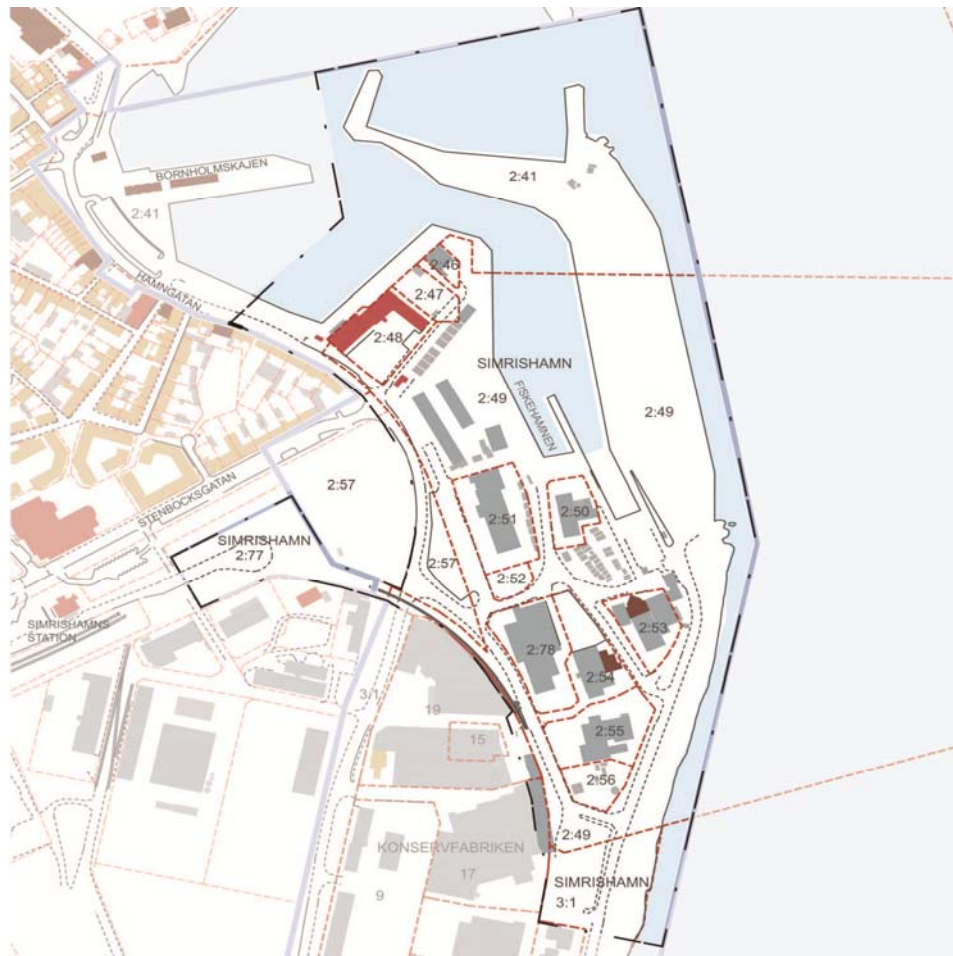 BORNHOLMSKAJEN
2:41
2:41
HAMNGATAN
2:46
2:47
2:48
SIMRISHAMN
2:49
FISKEHAMNEN
2:49
2:57
STENBOCKSGATAN
SIMRISHAMN
2:77
2:51
2:50
2:57
2:52
SIMRISHAMNS
STATION
2:53
2:78
2:54
3:1
19
15
2:55
2:56
2:49
KONSERVFABRIKEN
17
9
SIMRISHAMN
3:1